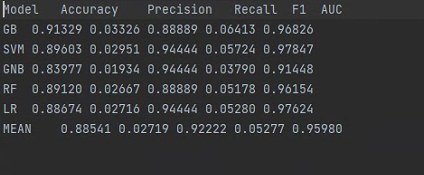 Model Accuracy Precision Recall F1 AUC
GB 0.91329 0.03326 0.88889 0.06413 0.96826
SVM 0.89603 0.02951 0.94444 0.05724 0.97847
GNB 0.83977 0.01934 0.94444 0.03790 0.91448
RF 0.89120 0.02667 0.88889 0.05178 0.96154
LR 0.88674 0.02716 0.94444 0.05280 0.97624
MEAN 0.88541 0.02719 0.92222 0.05277 0.95980